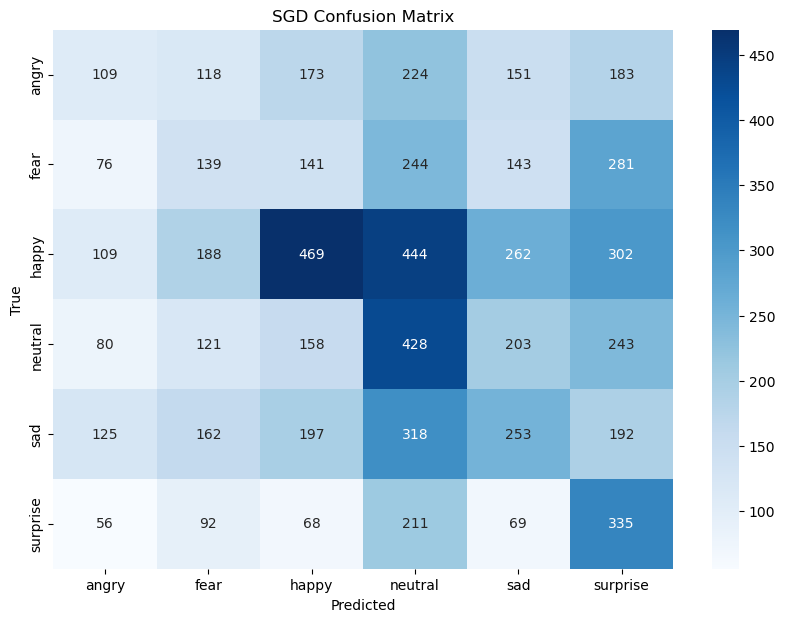 SGD Confusion Matrix
angry 109 118 173 224 151 183
fear 76 139 141 244 143 281
happy 109 188 469 444 262 302
neutral 80 121 158 428 203 243
sad 125 162 197 318 253 192
surprise 56 92 68 211 69 335
angry fear happy neutral sad surprise
Predicted
True
450
400
350
300
250
200
150
100